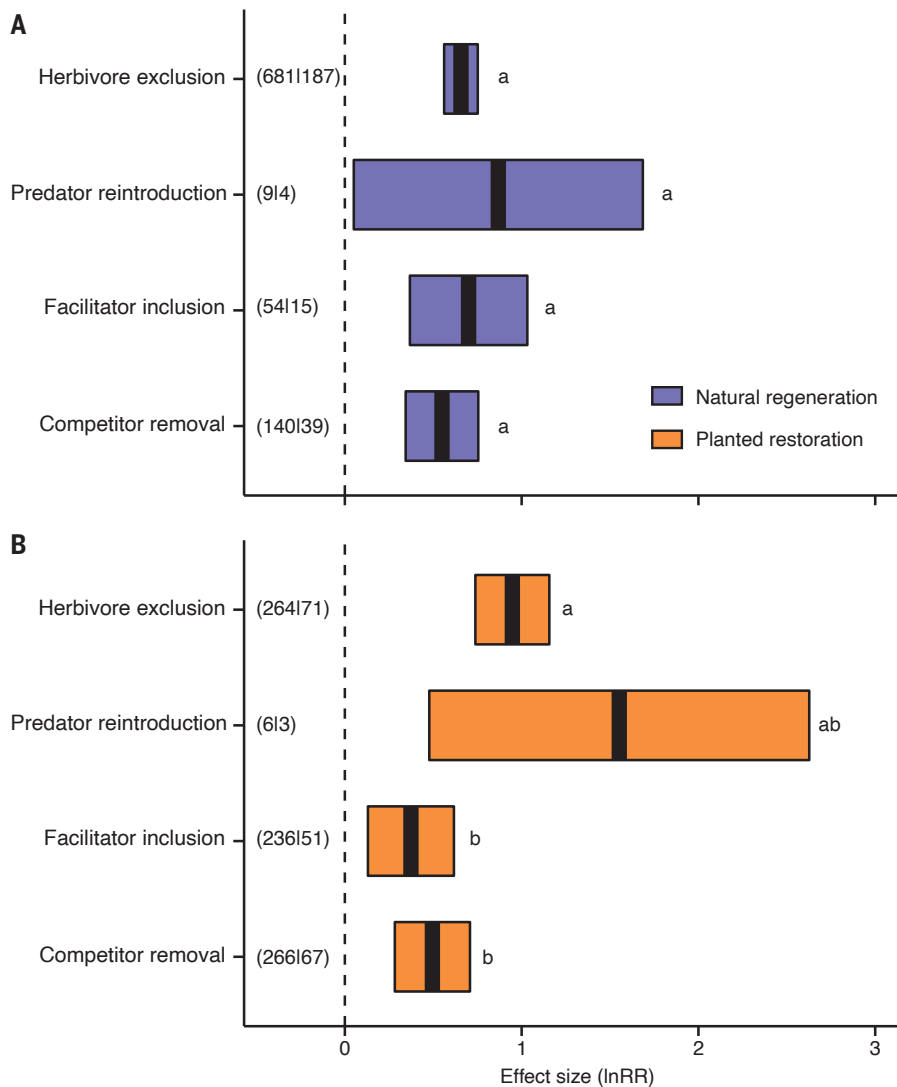 A
Herbivore exclusion (681|187) a
Predator reintroduction (9|4) a
Facilitator inclusion (54|15) a
Competitor removal (140|39) a
Natural regeneration
Planted restoration
0 1 2 3
B
Herbivore exclusion (264|71) a
Predator reintroduction (6|3) ab
Facilitator inclusion (236|51) b
Competitor removal (266|67) b
0 1 2 3
Effect size (lnRR)